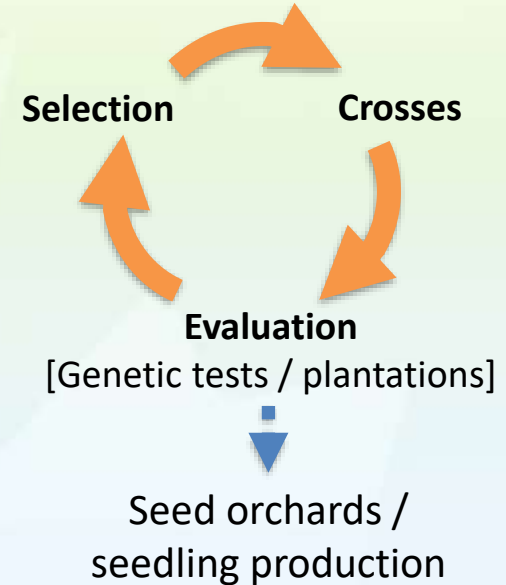 Selection
Crosses
Evaluation
[Genetic tests / plantations]
Seed orchards /
seedling production